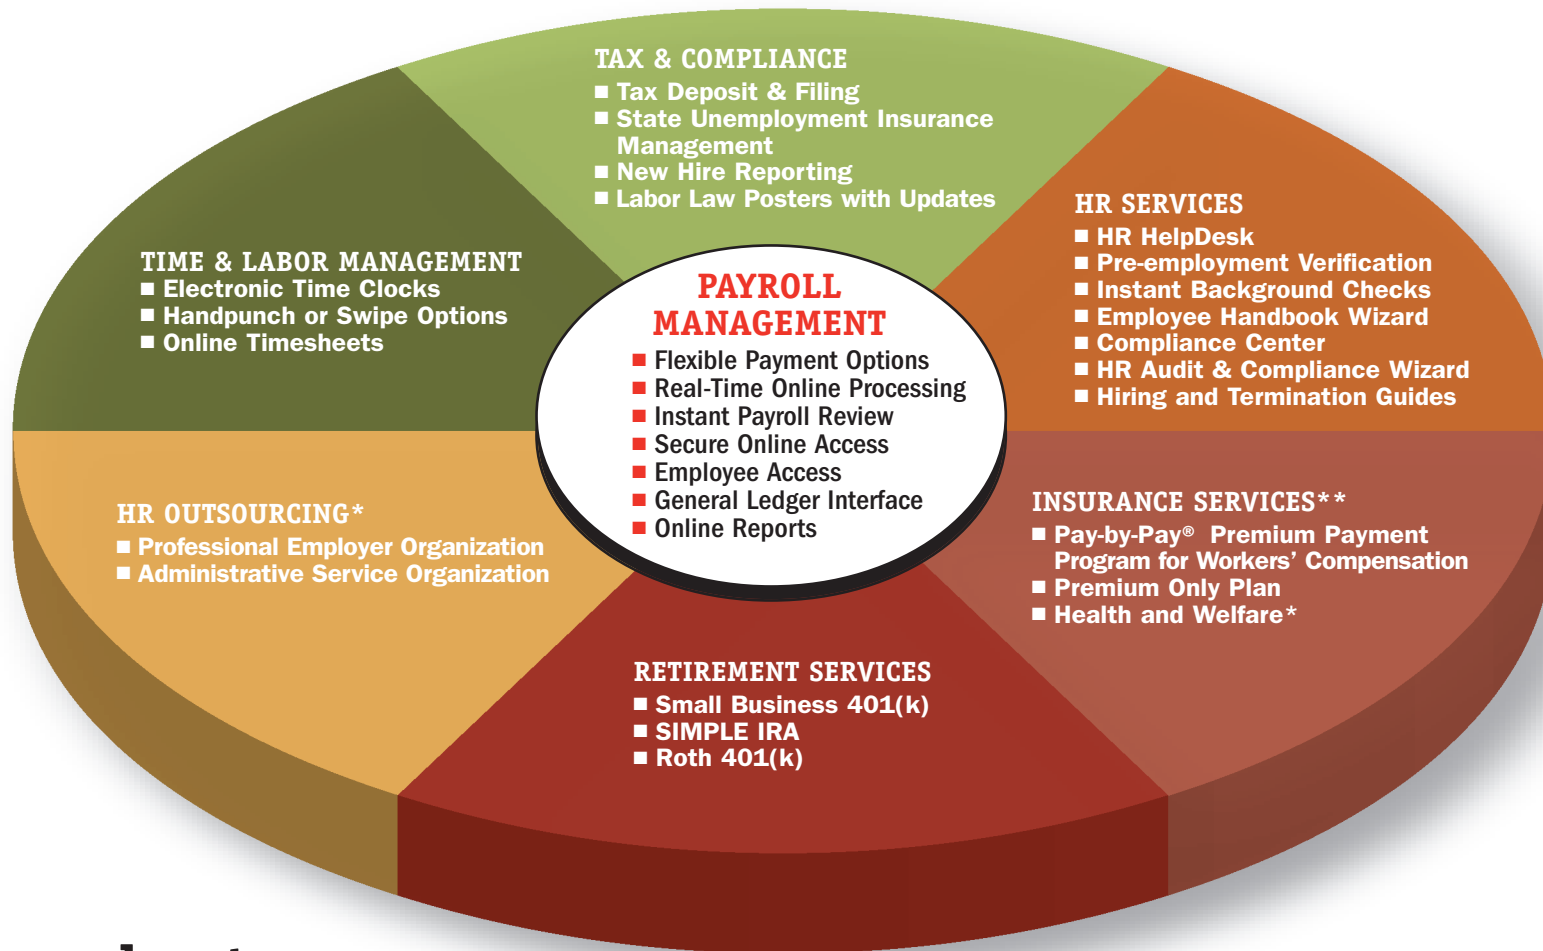 TAX & COMPLIANCE
■ Tax Deposit & Filing
■ State Unemployment Insurance
Management
■ New Hire Reporting
■ Labor Law Posters with Updates
HR SERVICES
■ HR HelpDesk
■ Pre-employment Verification
■ Instant Background Checks
■ Employee Handbook Wizard
■ Compliance Center
■ HR Audit & Compliance Wizard
■ Hiring and Termination Guides
TIME & LABOR MANAGEMENT
■ Electronic Time Clocks
■ Handpunch or Swipe Options
■ Online Timesheets
PAYROLL
MANAGEMENT
■ Flexible Payment Options
■ Real-Time Online Processing
■ Instant Payroll Review
■ Secure Online Access
■ Employee Access
■ General Ledger Interface
■ Online Reports
HR OUTSOURCING*
■ Professional Employer Organization
■ Administrative Service Organization
INSURANCE SERVICES**
■ Pay-by-Pay® Premium Payment
Program for Workers’ Compensation
■ Premium Only Plan
■ Health and Welfare*
RETIREMENT SERVICES
■ Small Business 401(k)
■ SIMPLE IRA
■ Roth 401(k)